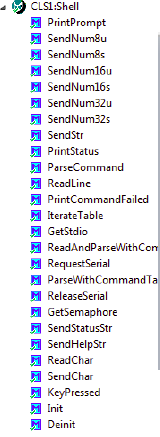 CLS1:Shell
PrintPrompt
SendNum8u
SendNum8s
SendNum16u
SendNum16s
SendNum32u
SendNum32s
SendStr
PrintStatus
ParseCommand
ReadLine
PrintCommandFailed
IterateTable
GetStdio
ReadAndParseWithCom
RequestSerial
ParseWithCommandTa
ReleaseSerial
GetSemaphore
SendStatusStr
SendHelpStr
ReadChar
SendChar
KeyPressed
Init
Deinit